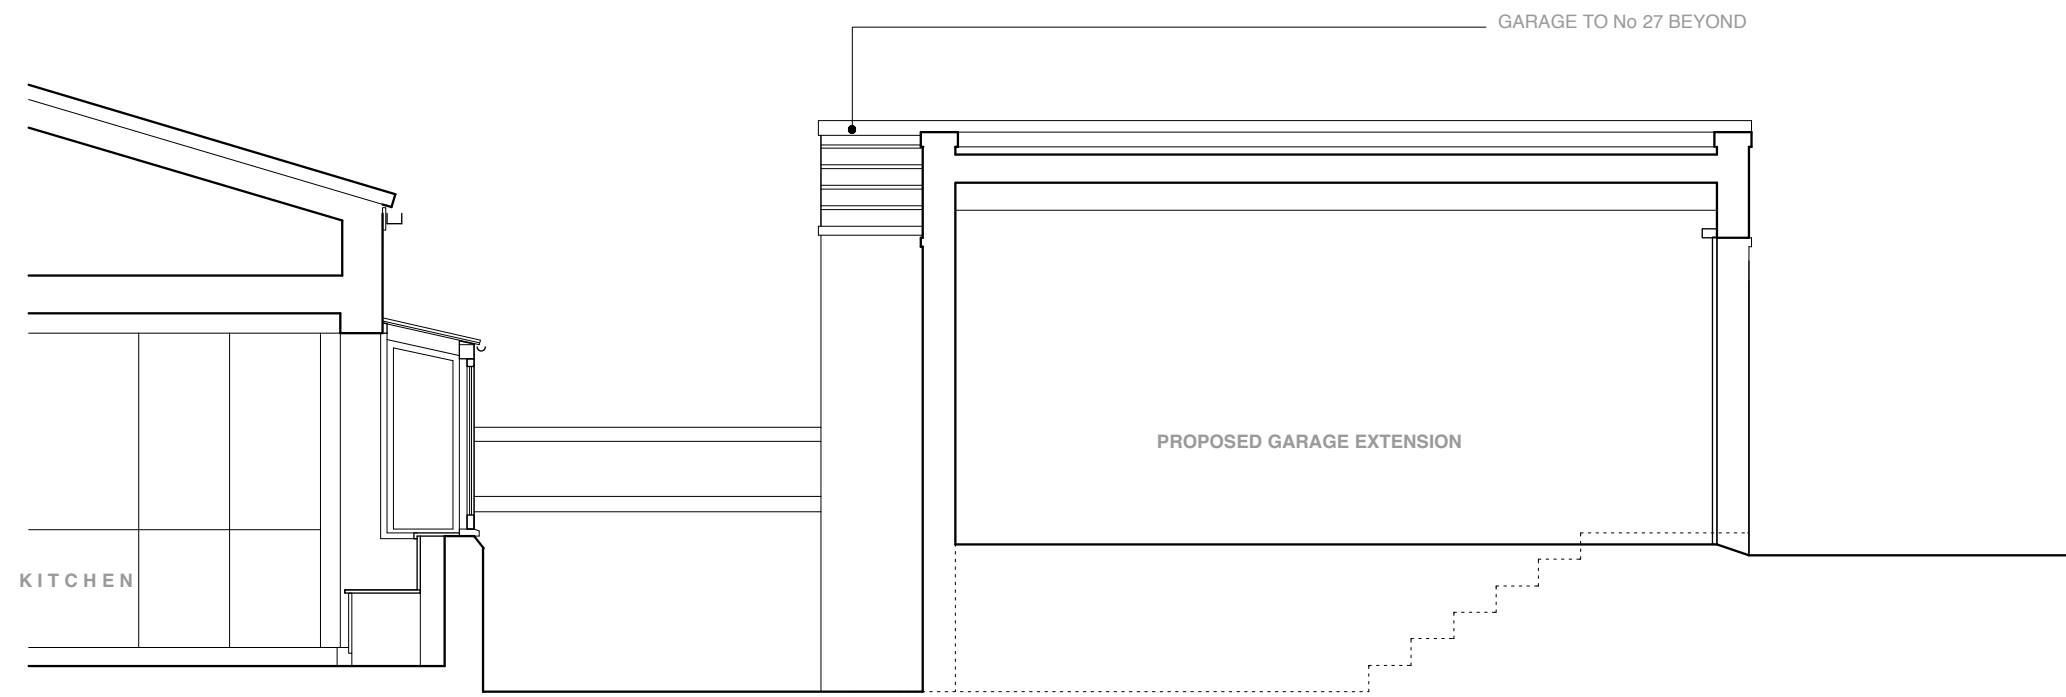 GARAGE TO No 27 BEYOND
PROPOSED GARAGE EXTENSION
KITCHEN